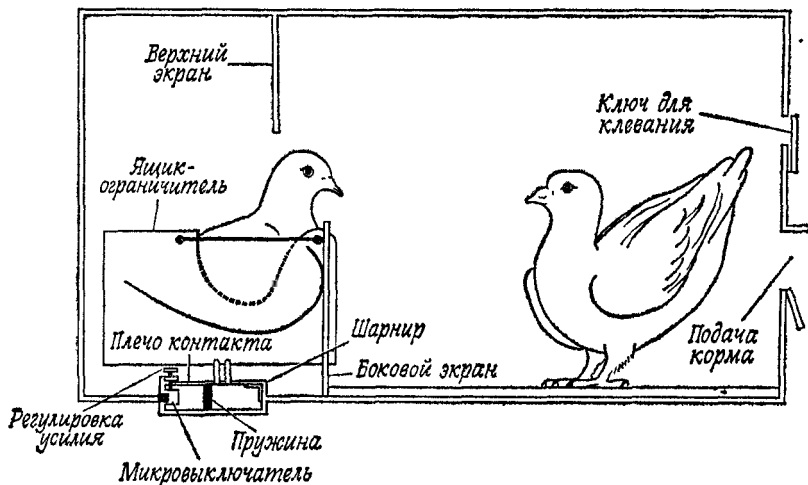 Верхний
экран
Ключ для
клевания
Ящик-
ограничитель
Плечо контакта
Шарнир
Боковой экран
Подача
корма
Регулировка
усилия
Пружина
Микровыключатель